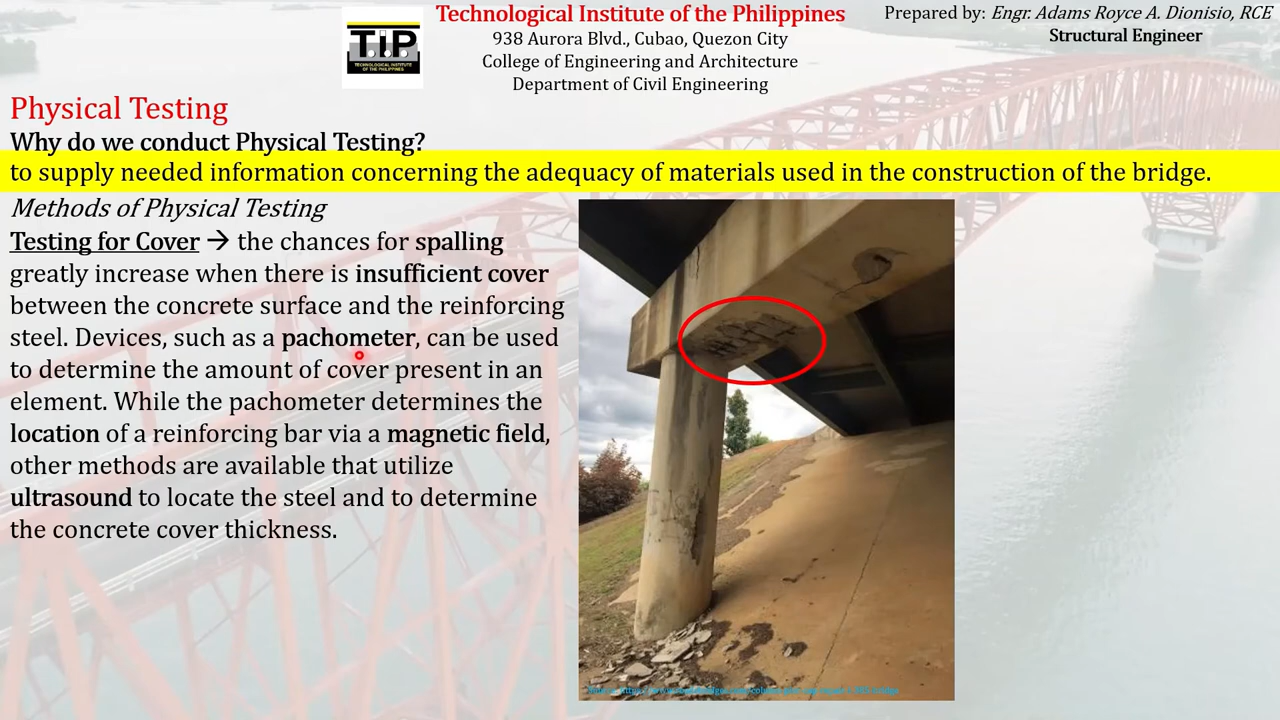 Technological Institute of the Philippines
938 Aurora Blvd., Cubao, Quezon City
College of Engineering and Architecture
Department of Civil Engineering
Prepared by: Engr. Adams Royce A. Dionisio, RCE
Structural Engineer
TiP
TECHNOLOGICAL INSTITUTE
OF THE PHILIPPINES
Physical Testing
Why do we conduct Physical Testing?
to supply needed information concerning the adequacy of materials used in the construction of the bridge.
Methods of Physical Testing
Testing for Cover → the chances for spalling
greatly increase when there is insufficient cover
between the concrete surface and the reinforcing
steel. Devices, such as a pachometer, can be used
to determine the amount of cover present in an
element. While the pachometer determines the
location of a reinforcing bar via a magnetic field,
other methods are available that utilize
ultrasound to locate the steel and to determine
the concrete cover thickness.